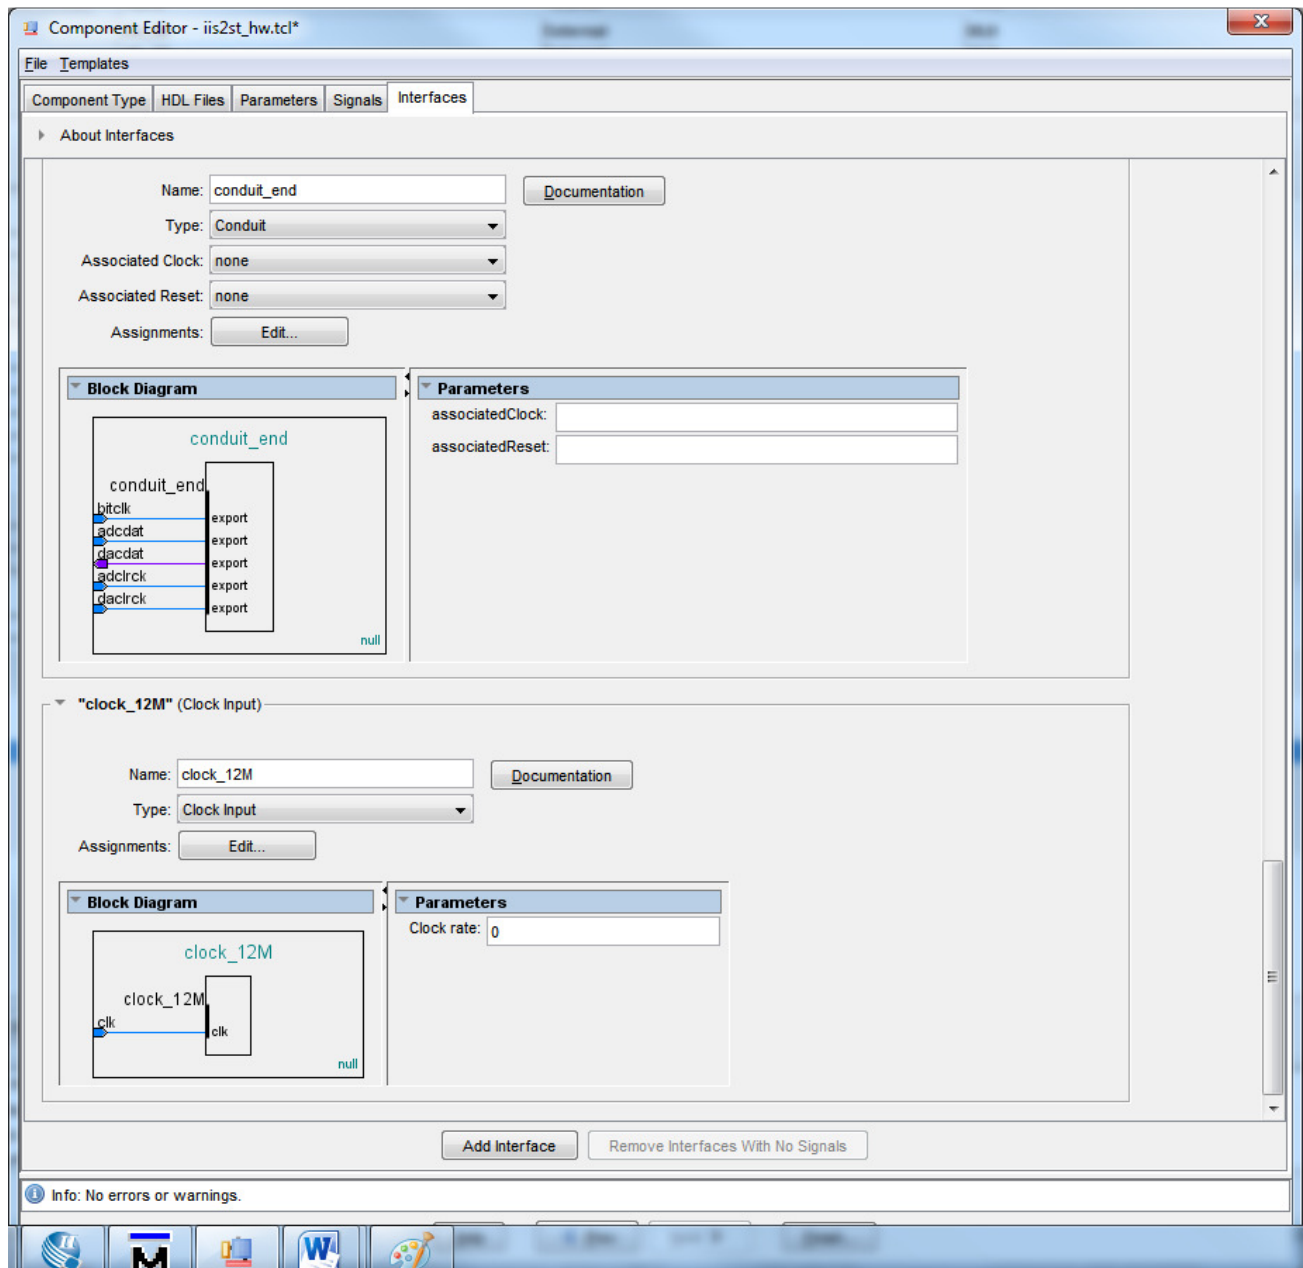 Component Editor - iis2st_hw.tcl*
File Templates
Component Type HDL Files Parameters Signals Interfaces
About Interfaces
Name: conduit_end Documentation
Type: Conduit
Associated Clock: none
Associated Reset: none
Assignments: Edit...
Block Diagram Parameters
associatedClock:
associatedReset:
conduit_end
conduit_end
bitclk
export
adcdat
export
dacdat
export
adclrck
export
daclrck
export
null
"clock_12M" (Clock Input)
Name: clock_12M Documentation
Type: Clock Input
Assignments: Edit...
Block Diagram Parameters
Clock rate: 0
clock_12M
clock_12M
clk
clk
null
Add Interface Remove Interfaces With No Signals
Info: No errors or warnings.